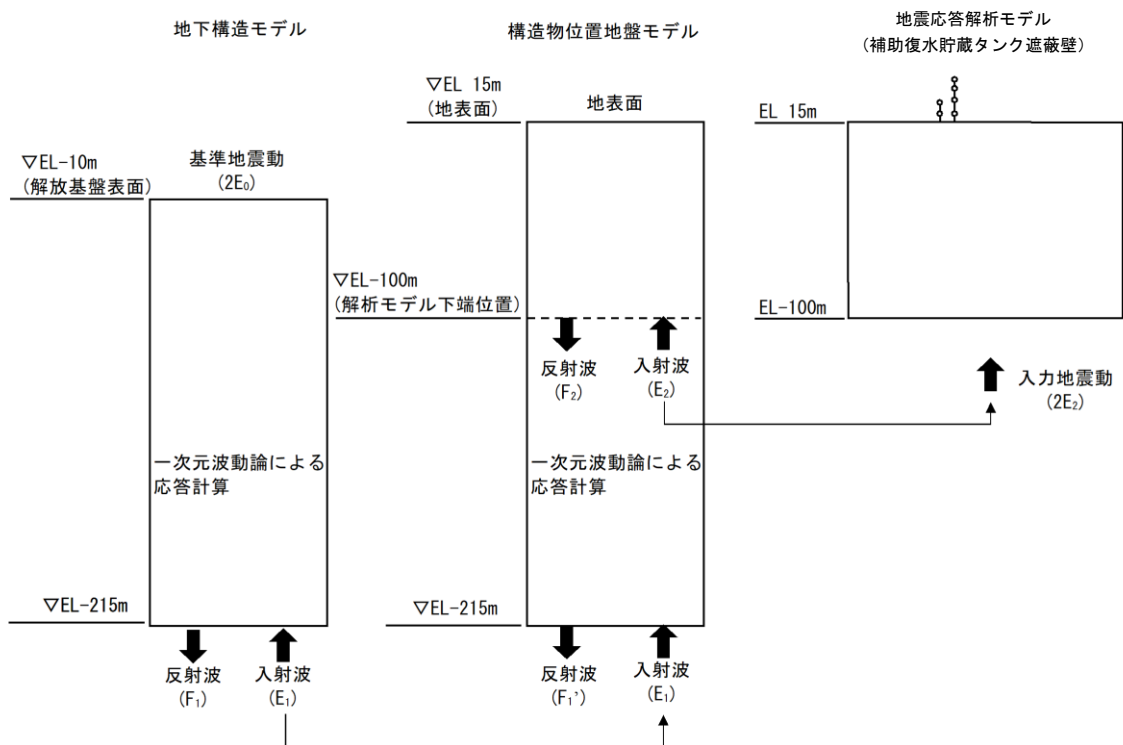 地下構造モデル
▽EL-10m
(解放基盤表面)
基準地震動
(2E₀)
一次元波動論による
応答計算
▽EL-215m
反射波
(F₁)
入射波
(E₁)
構造物位置地盤モデル
▽EL 15m
(地表面)
地表面
▽EL-100m
(解析モデル下端位置)
反射波
(F₂)
入射波
(E₂)
一次元波動論による
応答計算
▽EL-215m
反射波
(F₁')
入射波
(E₁)
地震応答解析モデル
(補助復水貯蔵タンク遮蔽壁)
EL 15m
EL-100m
入力地震動
(2E₂)